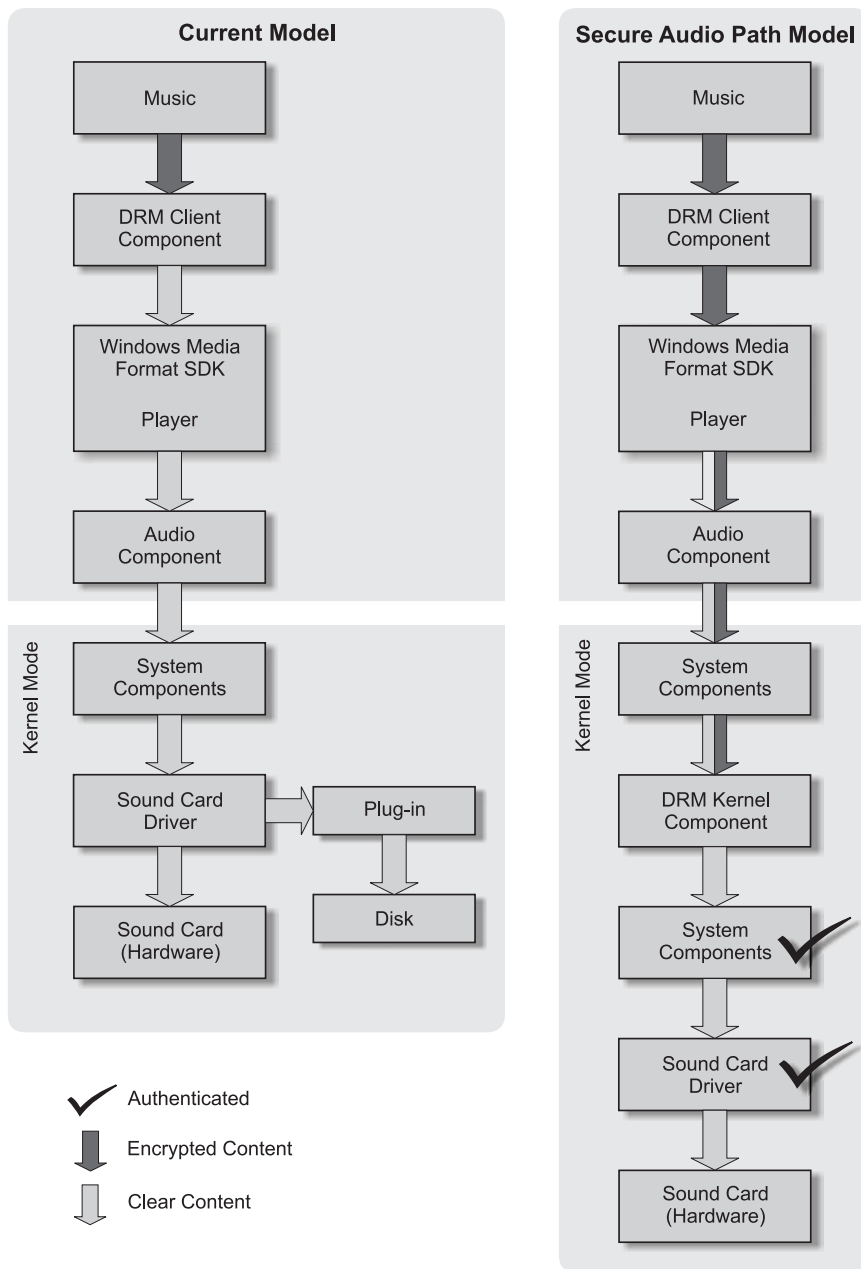 Current Model
Music
DRM Client
Component
Windows Media
Format SDK
Player
Audio
Component
Kernel Mode
System
Components
Sound Card
Driver
Plug-in
Disk
Sound Card
(Hardware)
Authenticated
Encrypted Content
Clear Content
Secure Audio Path Model
Music
DRM Client
Component
Windows Media
Format SDK
Player
Audio
Component
Kernel Mode
System
Components
DRM Kernel
Component
System
Components
Sound Card
Driver
Sound Card
(Hardware)